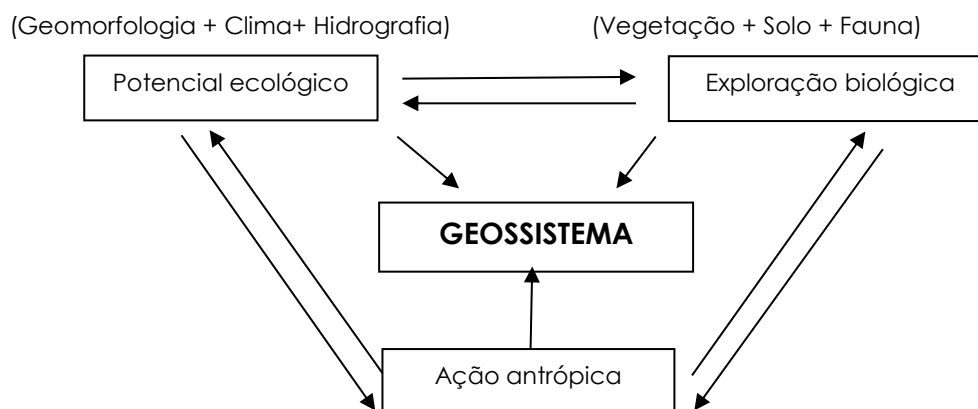 (Geomorfologia + Clima+ Hidrografia)
(Vegetação + Solo + Fauna)
Potencial ecológico
Exploração biológica
GEOSSISTEMA
Ação antrópica